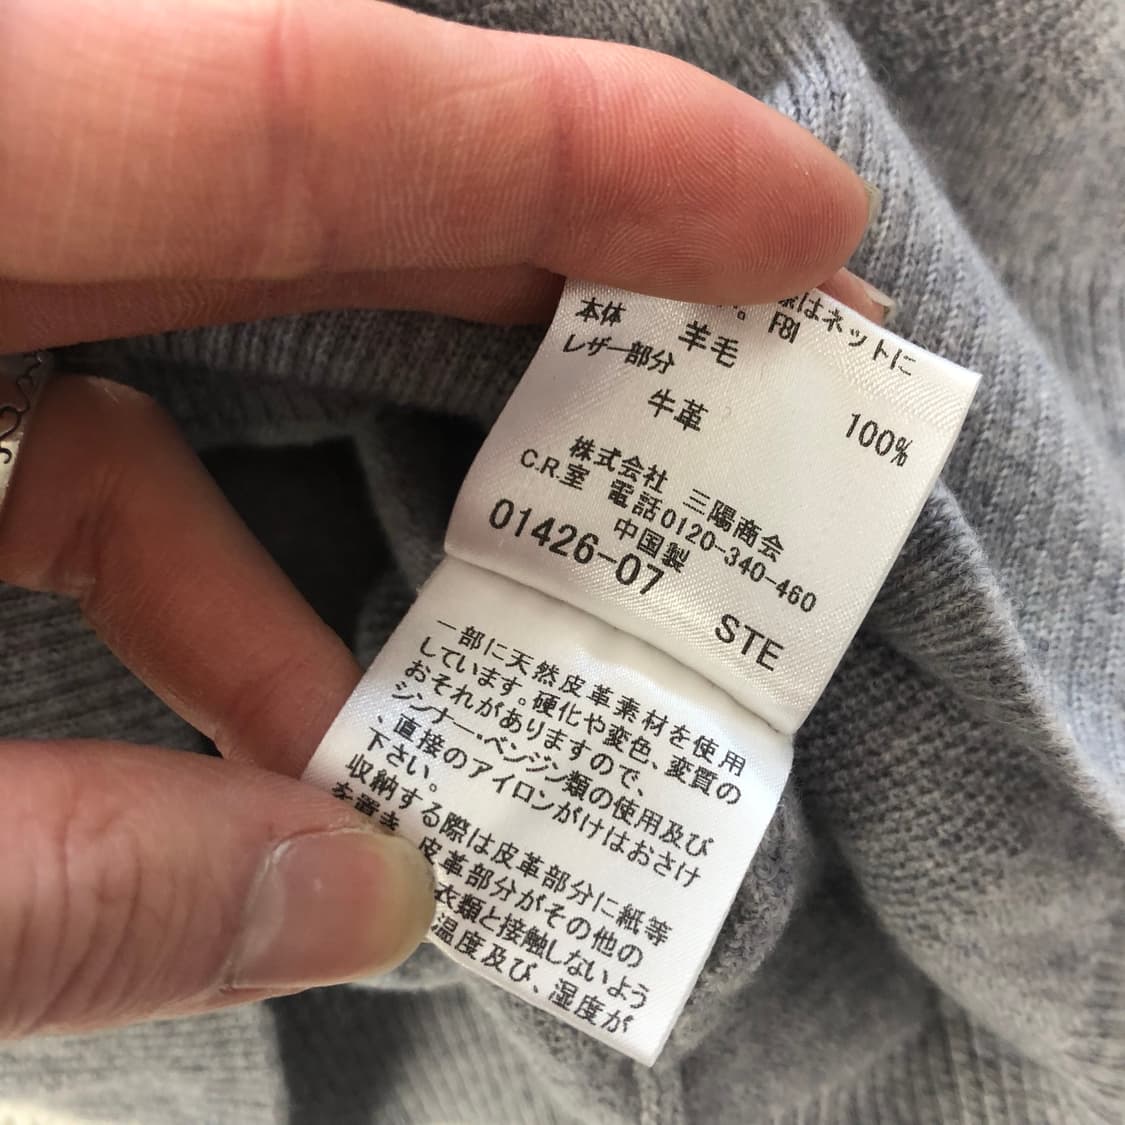 はネットに
。 F81
本体 羊毛 100%
レザー部分
牛革
株式会社 三陽商会
C.R.室 電話0120-340-460
中国製
01426-07 STE
一部に天然皮革素材を使用
しています。硬化や変色、変質の
おそれがありますので、
シンナー・ベンジン類の使用及び
、直接のアイロンがけはおさけ
下さい。
収納する際は皮革部分に紙等
を置き 皮革部分がその他の
衣類と接触しないよう
温度及び、湿度が